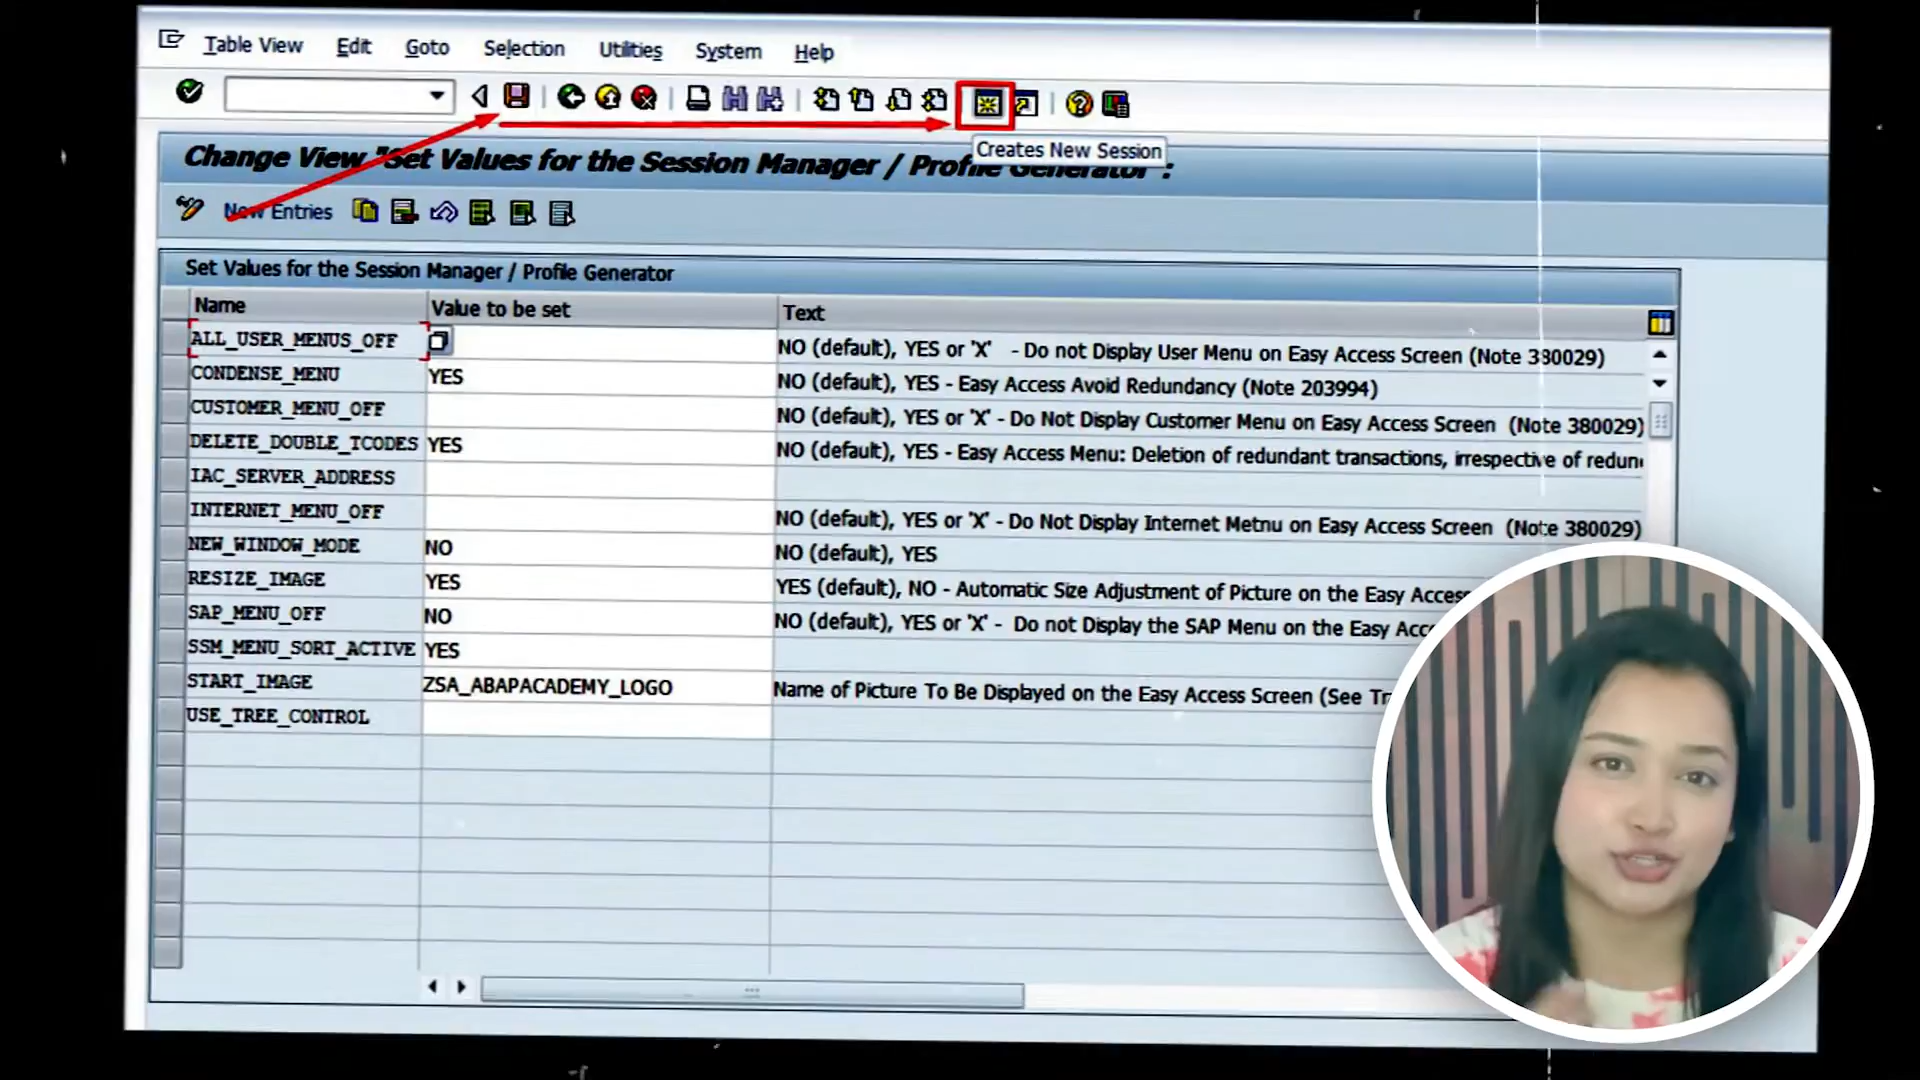 Table View Edit Goto Selection Utilities System Help
Creates New Session
Change View "Set Values for the Session Manager / Profile Generator":
New Entries
Set Values for the Session Manager / Profile Generator
Name Value to be set Text
ALL_USER_MENUS_OFF NO (default), YES or 'X' - Do not Display User Menu on Easy Access Screen (Note 380029)
CONDENSE_MENU YES NO (default), YES - Easy Access Avoid Redundancy (Note 203994)
CUSTOMER_MENU_OFF NO (default), YES or 'X' - Do Not Display Customer Menu on Easy Access Screen (Note 380029)
DELETE_DOUBLE_TCODES YES NO (default), YES - Easy Access Menu: Deletion of redundant transactions, irrespective of redun
IAC_SERVER_ADDRESS
INTERNET_MENU_OFF NO (default), YES or 'X' - Do Not Display Internet Metnu on Easy Access Screen (Note 380029)
NEW_WINDOW_MODE NO NO (default), YES
RESIZE_IMAGE YES YES (default), NO - Automatic Size Adjustment of Picture on the Easy Access
SAP_MENU_OFF NO NO (default), YES or 'X' - Do not Display the SAP Menu on the Easy Acc
SSM_MENU_SORT_ACTIVE YES
START_IMAGE ZSA_ABAPACADEMY_LOGO Name of Picture To Be Displayed on the Easy Access Screen (See Tr
USE_TREE_CONTROL